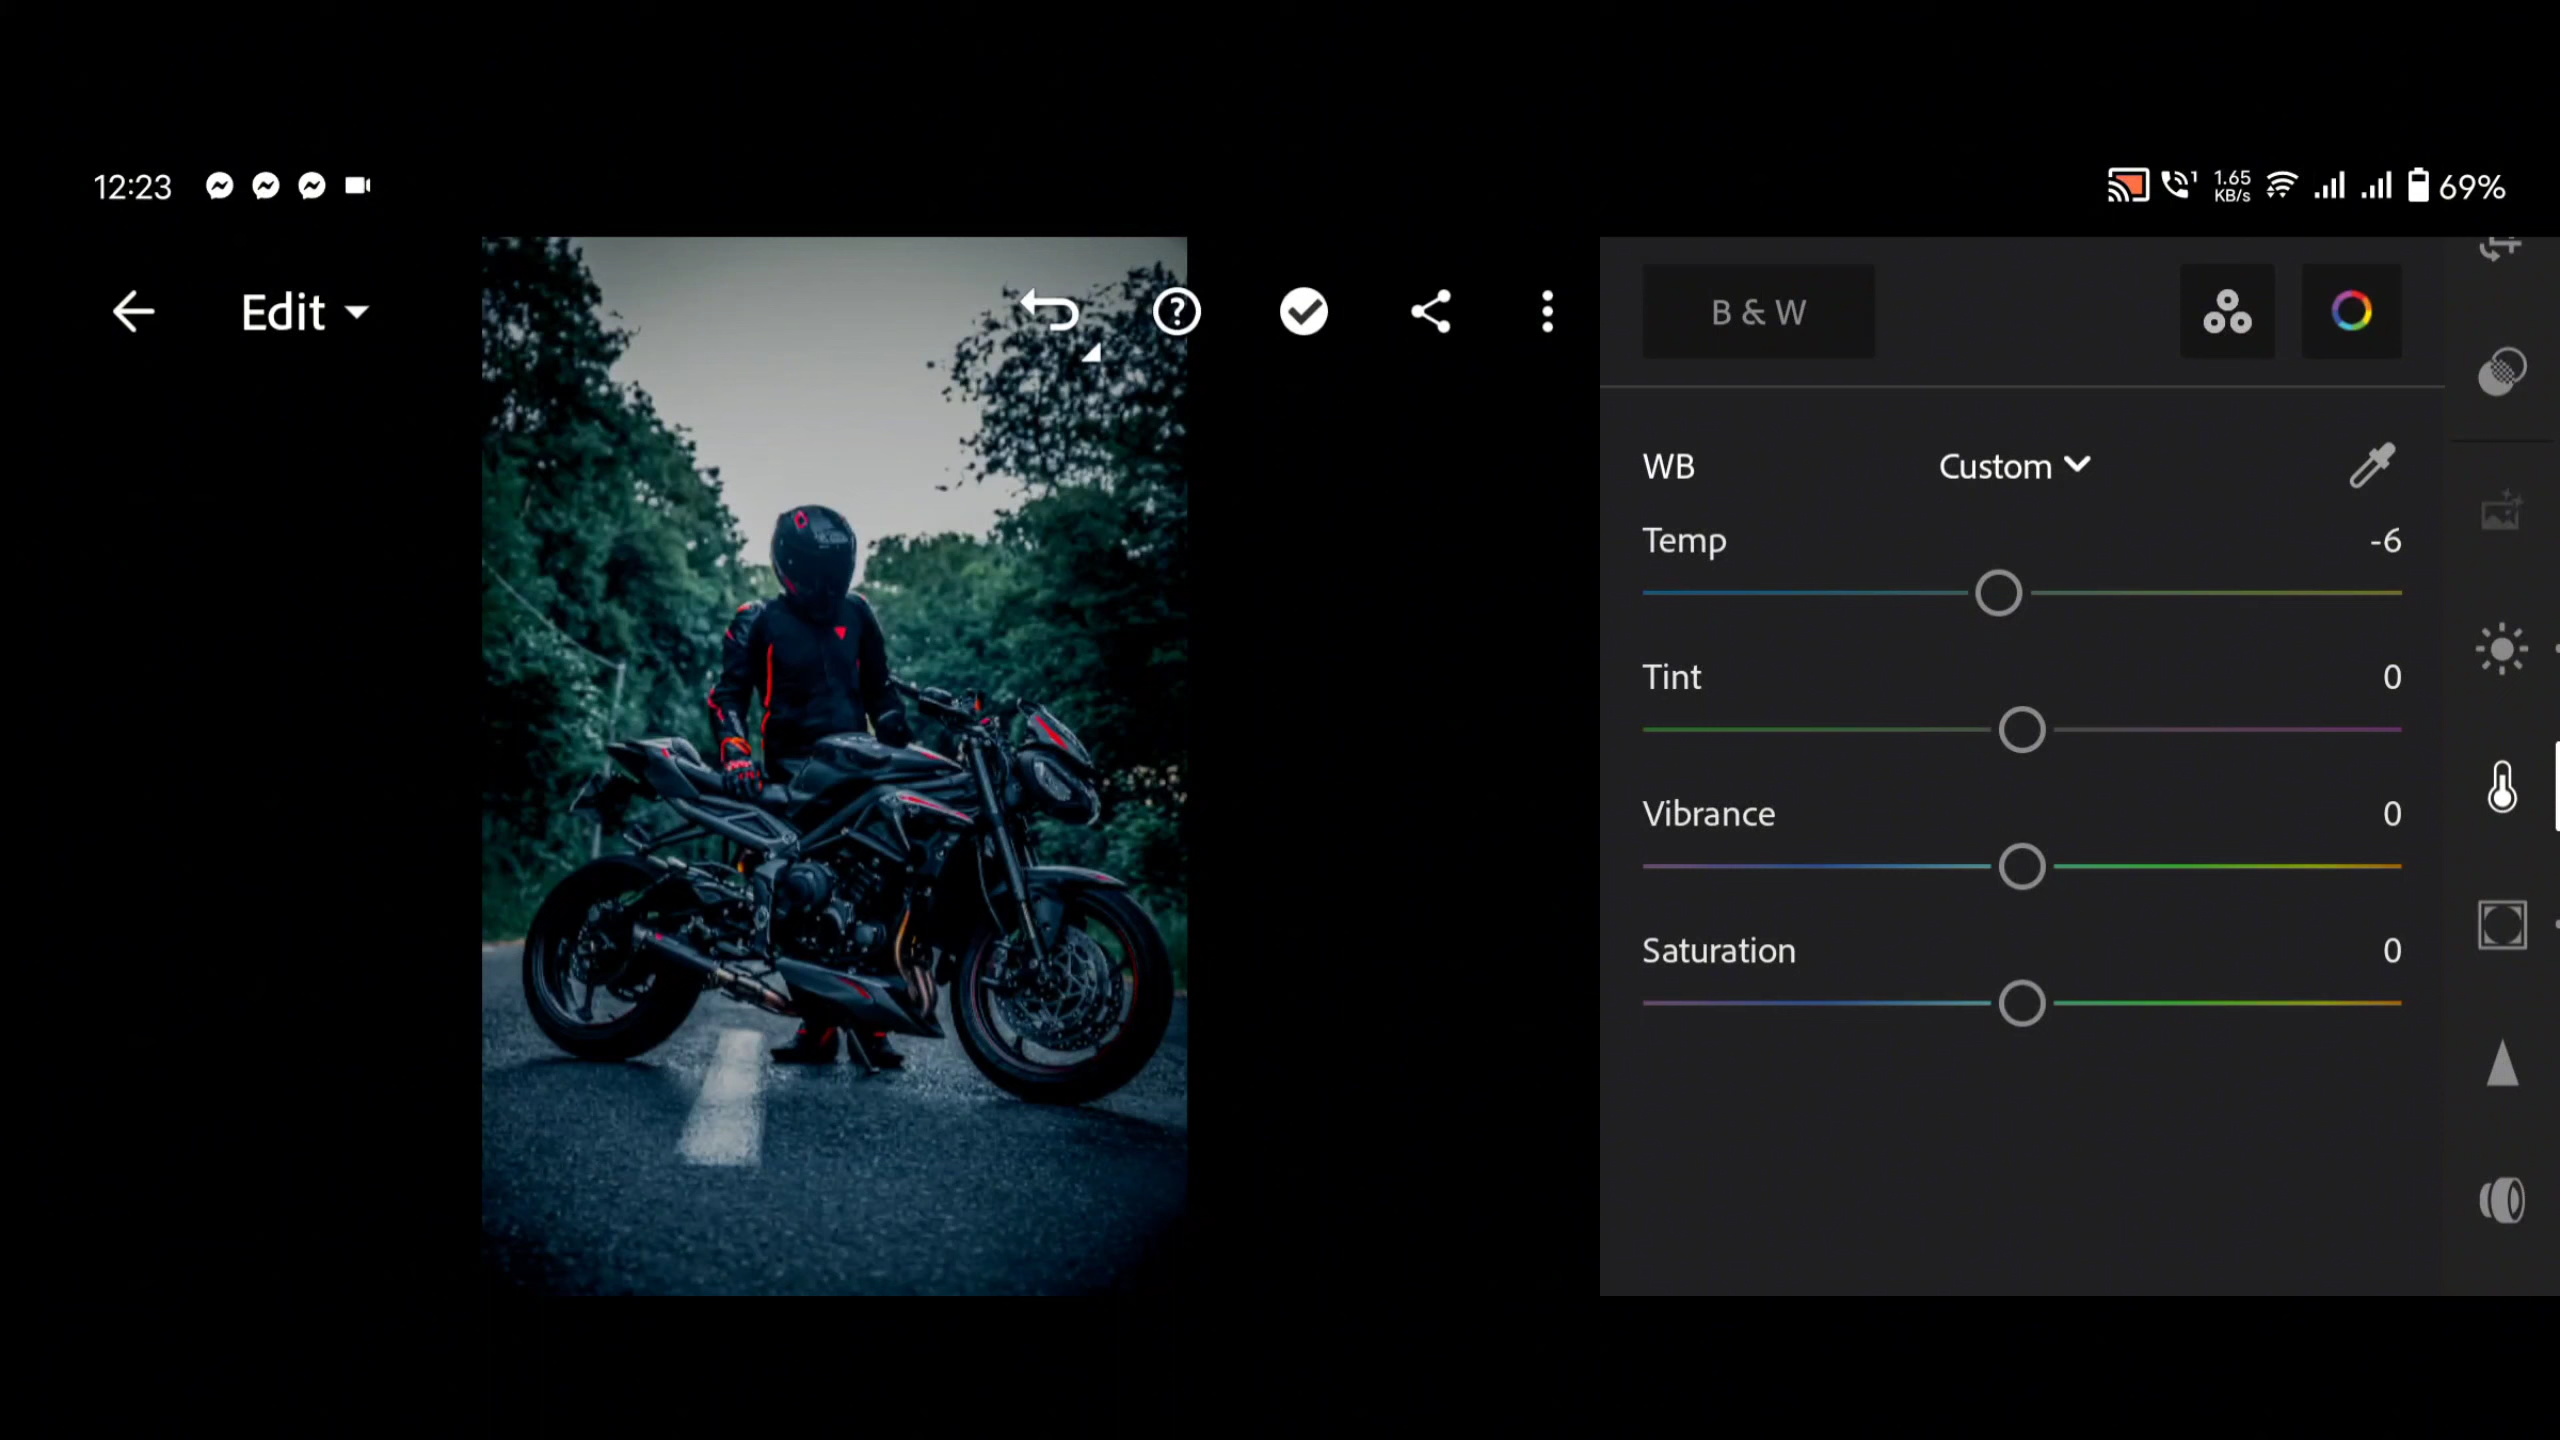 12:23
1.65
KB/s
69%
Edit
B & W
WB Custom
Temp -6
Tint 0
Vibrance 0
Saturation 0